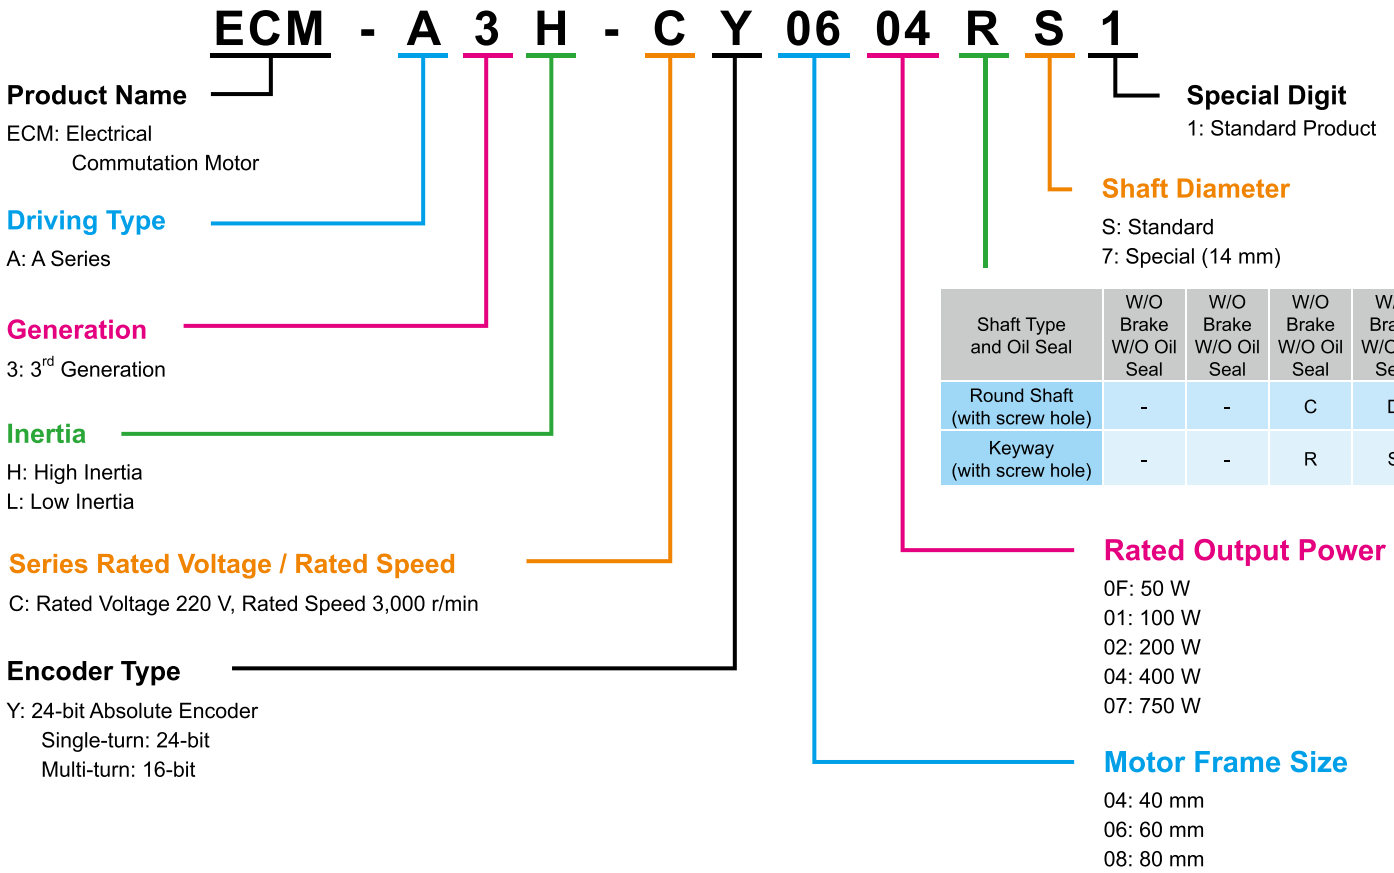 ECM - A 3 H - C Y 06 04 R S 1
Product Name
ECM: Electrical
Commutation Motor
Driving Type
A: A Series
Generation
3: 3rd Generation
Inertia
H: High Inertia
L: Low Inertia
Series Rated Voltage / Rated Speed
C: Rated Voltage 220 V, Rated Speed 3,000 r/min
Encoder Type
Y: 24-bit Absolute Encoder
Single-turn: 24-bit
Multi-turn: 16-bit
Special Digit
1: Standard Product
Shaft Diameter
S: Standard
7: Special (14 mm)
Shaft Type
and Oil Seal
W/O
Brake
W/O Oil
Seal
W/O
Brake
W/O Oil
Seal
W/O
Brake
W/O Oil
Seal
Round Shaft
(with screw hole)
- - C
Keyway
(with screw hole)
- - R
Rated Output Power
0F: 50 W
01: 100 W
02: 200 W
04: 400 W
07: 750 W
Motor Frame Size
04: 40 mm
06: 60 mm
08: 80 mm